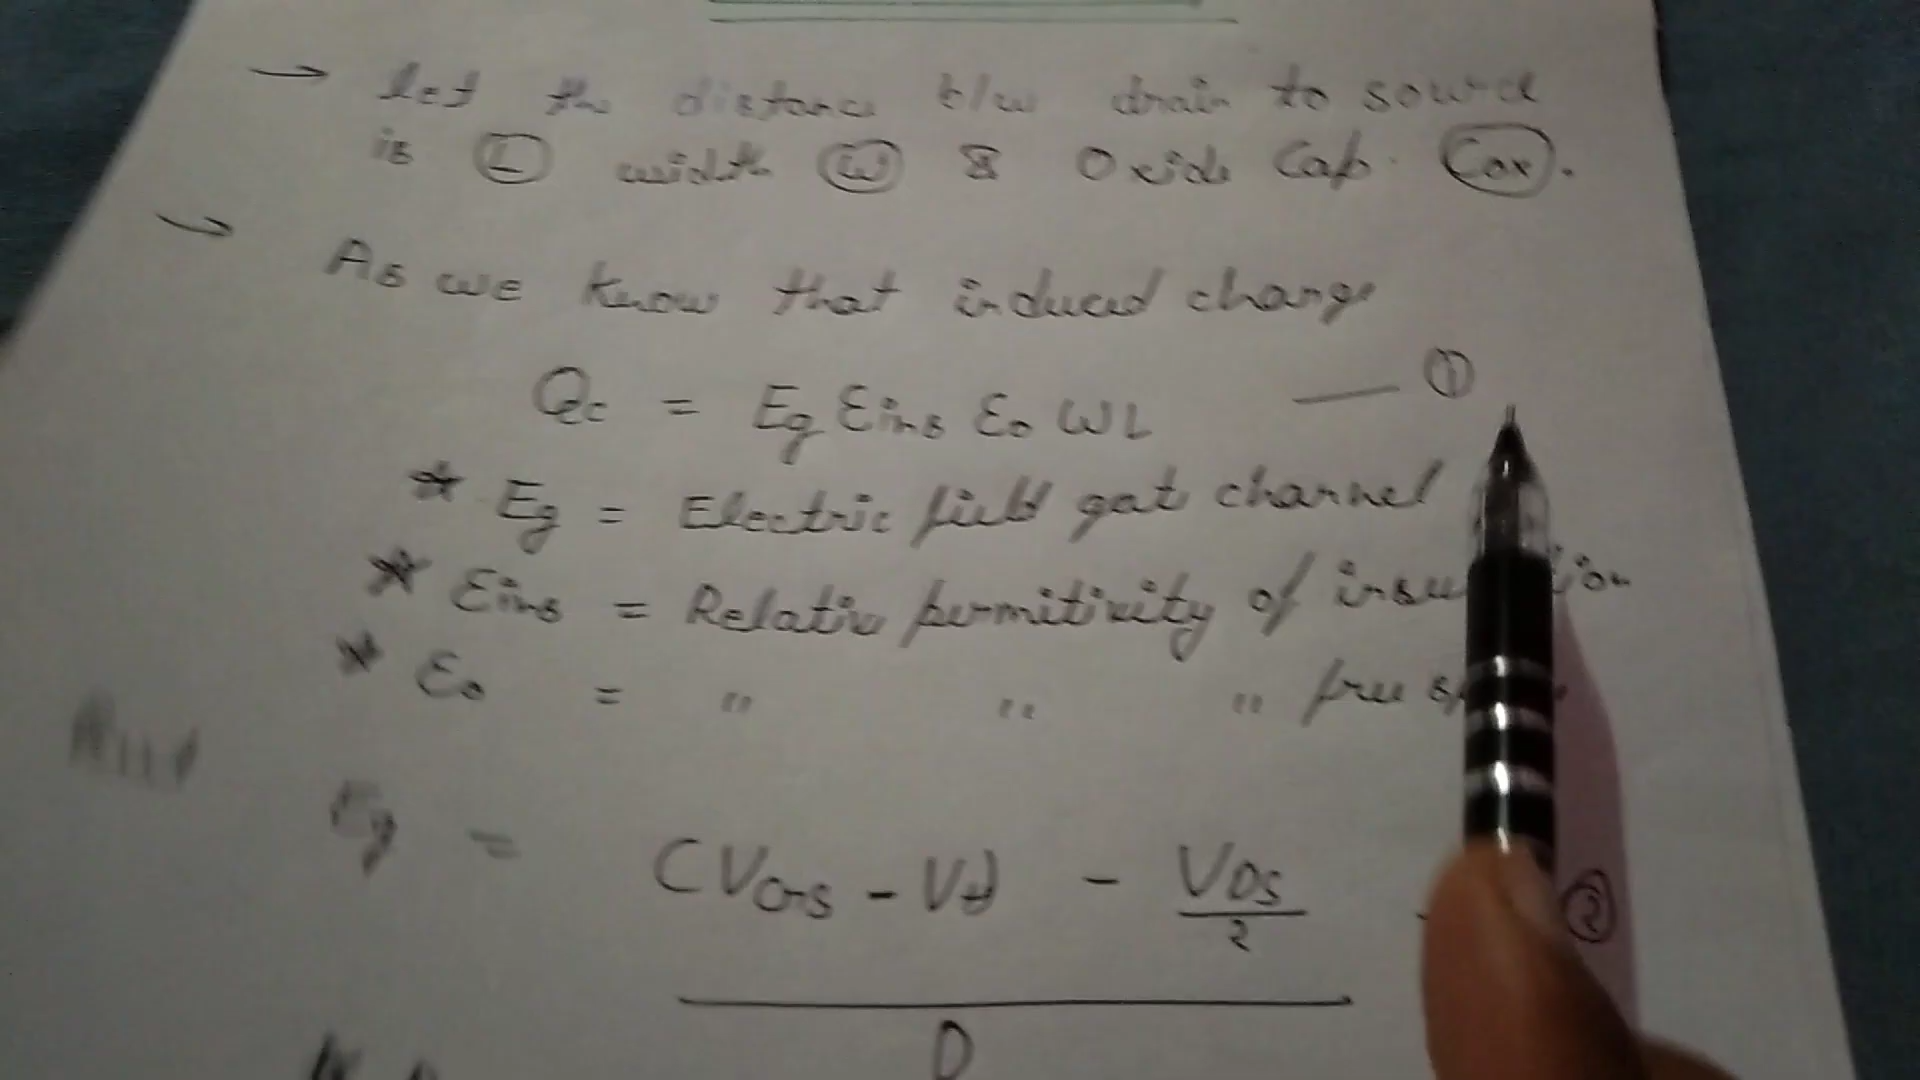 → Let the distance b/w drain to source
is L width W & Oxide Cap. Cox.
→ As we know that induced charge
Qc = Eg Eins Eo WL — 1
* Eg = Electric field gat channel
* Eins = Relativ permitivity of
* Eo = " " " free
Eg = (VGS - Vt) - VDS/2 2
D